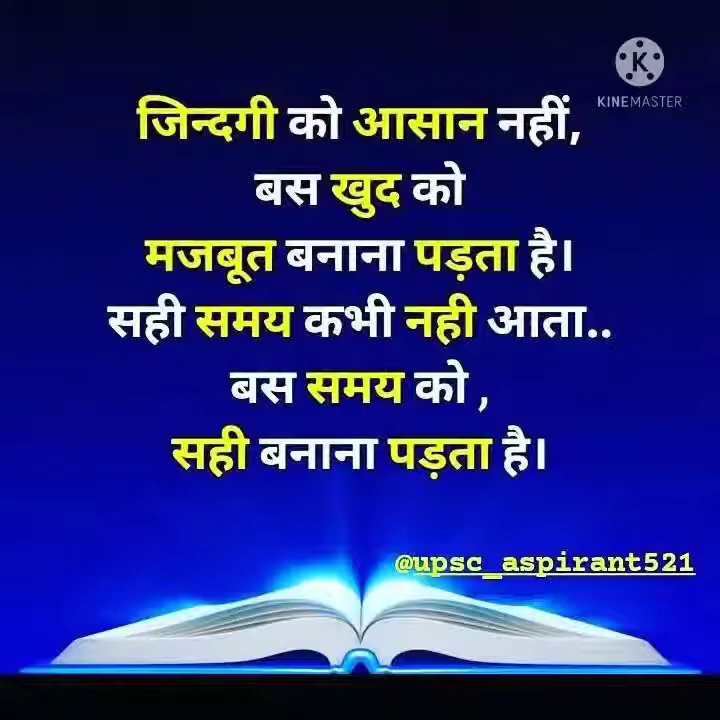 KINEMASTER
जिन्दगी को आसान नहीं,
बस खुद को
मजबूत बनाना पड़ता है।
सही समय कभी नही आता..
बस समय को ,
सही बनाना पड़ता है।
@upsc_aspirant521